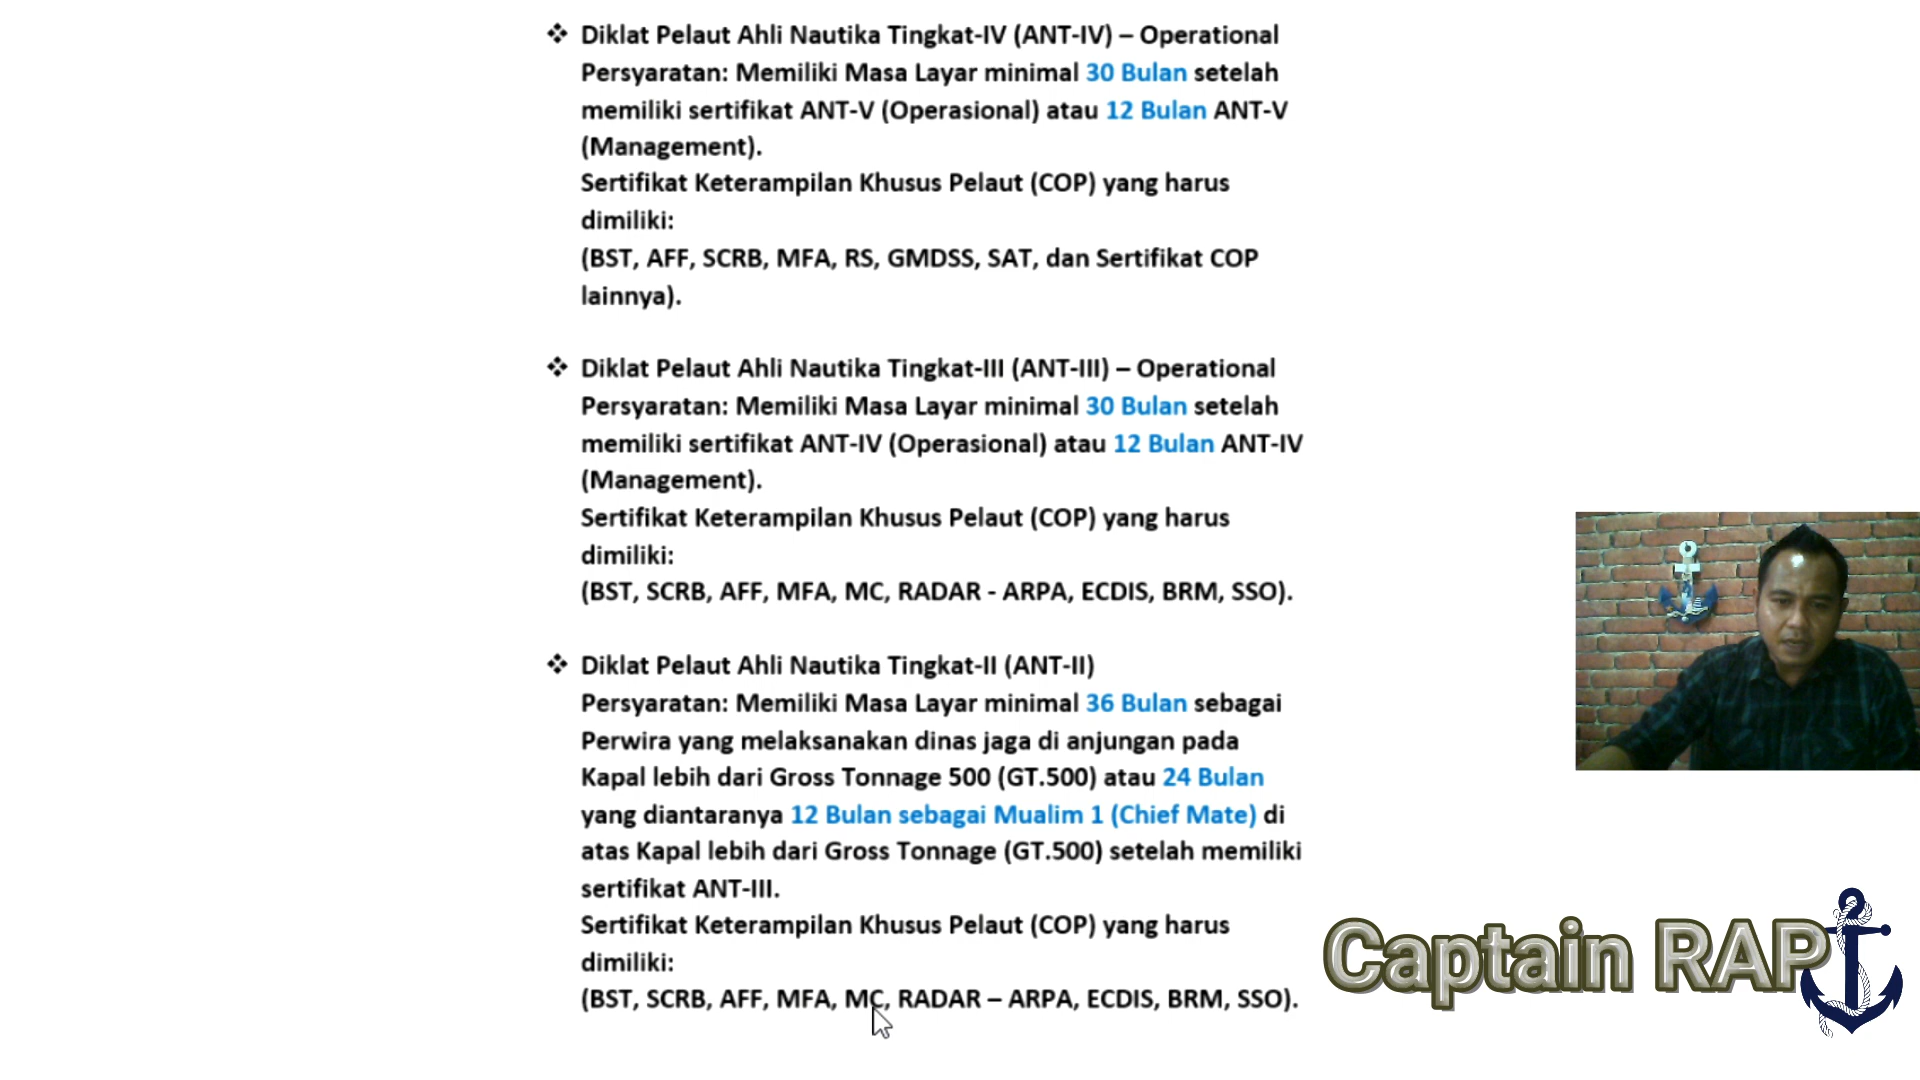 ❖ Diklat Pelaut Ahli Nautika Tingkat-IV (ANT-IV) – Operational
Persyaratan: Memiliki Masa Layar minimal 30 Bulan setelah
memiliki sertifikat ANT-V (Operasional) atau 12 Bulan ANT-V
(Management).
Sertifikat Keterampilan Khusus Pelaut (COP) yang harus
dimiliki:
(BST, AFF, SCRB, MFA, RS, GMDSS, SAT, dan Sertifikat COP
lainnya).
❖ Diklat Pelaut Ahli Nautika Tingkat-III (ANT-III) – Operational
Persyaratan: Memiliki Masa Layar minimal 30 Bulan setelah
memiliki sertifikat ANT-IV (Operasional) atau 12 Bulan ANT-IV
(Management).
Sertifikat Keterampilan Khusus Pelaut (COP) yang harus
dimiliki:
(BST, SCRB, AFF, MFA, MC, RADAR - ARPA, ECDIS, BRM, SSO).
❖ Diklat Pelaut Ahli Nautika Tingkat-II (ANT-II)
Persyaratan: Memiliki Masa Layar minimal 36 Bulan sebagai
Perwira yang melaksanakan dinas jaga di anjungan pada
Kapal lebih dari Gross Tonnage 500 (GT.500) atau 24 Bulan
yang diantaranya 12 Bulan sebagai Mualim 1 (Chief Mate) di
atas Kapal lebih dari Gross Tonnage (GT.500) setelah memiliki
sertifikat ANT-III.
Sertifikat Keterampilan Khusus Pelaut (COP) yang harus
dimiliki:
(BST, SCRB, AFF, MFA, MC, RADAR – ARPA, ECDIS, BRM, SSO).
Captain RAP